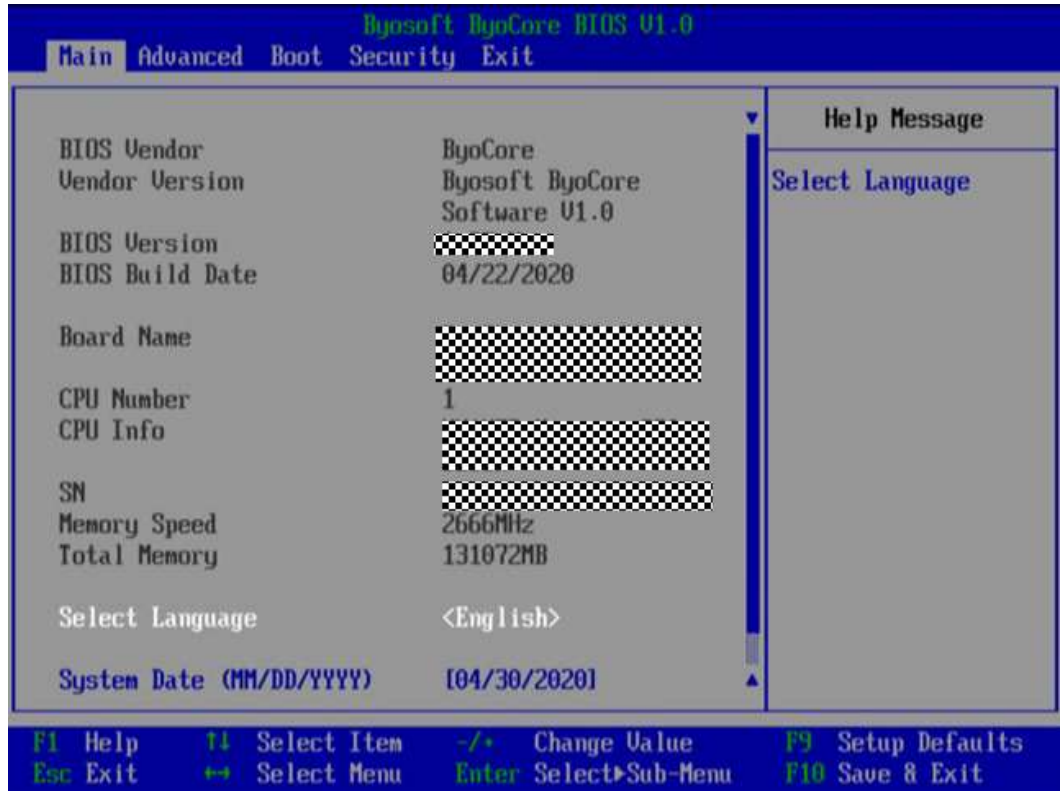 Byosoft ByoCore BIOS V1.0
Main Advanced Boot Security Exit
Help Message
Select Language
BIOS Vendor ByoCore
Vendor Version Byosoft ByoCore
Software V1.0
BIOS Version
BIOS Build Date 04/22/2020
Board Name
CPU Number 1
CPU Info
SN
Memory Speed 2666MHz
Total Memory 131072MB
Select Language <English>
System Date (MM/DD/YYYY) [04/30/2020]
F1 Help ↑↓ Select Item -/+ Change Value F9 Setup Defaults
Esc Exit ←→ Select Menu Enter Select▶Sub-Menu F10 Save & Exit